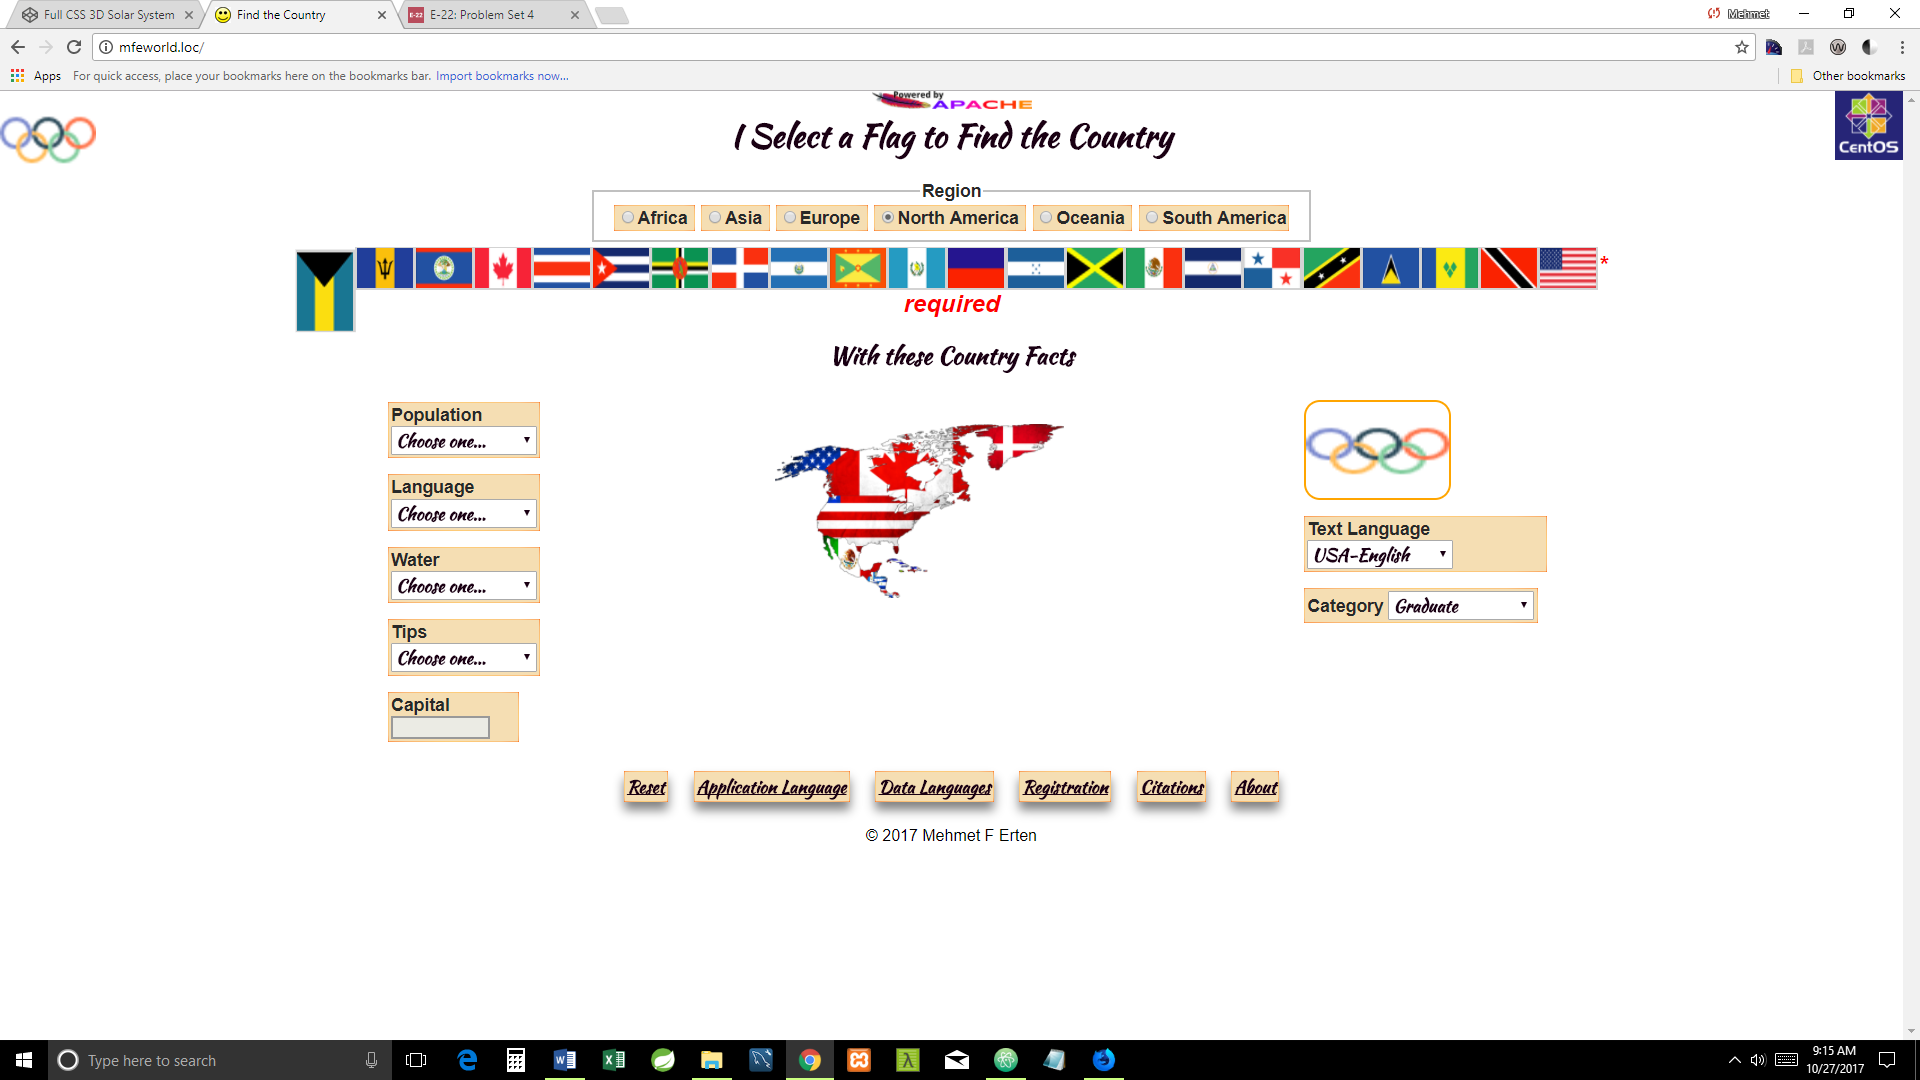 Full CSS 3D Solar System
Find the Country
E-22
E-22: Problem Set 4
Mehmet
mfeworld.loc/
Apps
For quick access, place your bookmarks here on the bookmarks bar. Import bookmarks now...
Other bookmarks
Powered by
APACHE
CentOS
I Select a Flag to Find the Country
Region
Africa Asia Europe North America Oceania South America
*
required
With these Country Facts
Population
Choose one...
Language
Choose one...
Water
Choose one...
Tips
Choose one...
Capital
Text Language
USA-English
Category Graduate
Reset Application Language Data Languages Registration Citations About
© 2017 Mehmet F Erten
Type here to search
9:15 AM
10/27/2017